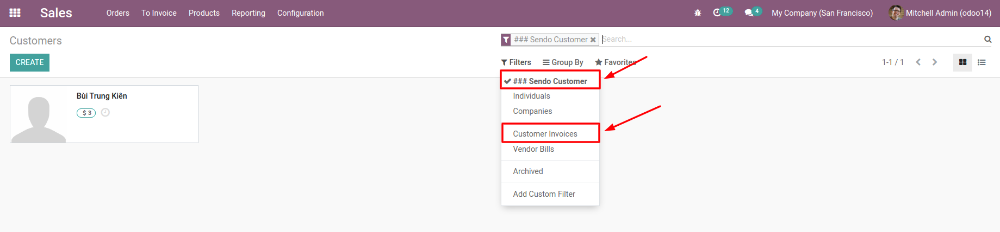 Sales Orders To Invoice Products Reporting Configuration 12 4 My Company (San Francisco) Mitchell Admin (odoo14)
Customers
### Sendo Customer Search...
CREATE
Filters Group By Favorites 1-1 / 1
### Sendo Customer
Individuals
Companies
Customer Invoices
Vendor Bills
Archived
Add Custom Filter
Bùi Trung Kiên
$ 3